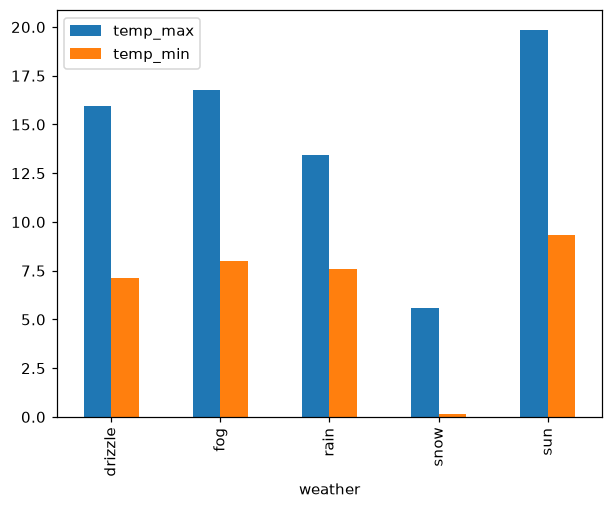 temp_max
temp_min
20.0
17.5
15.0
12.5
10.0
7.5
5.0
2.5
0.0
drizzle
fog
rain
snow
sun
weather